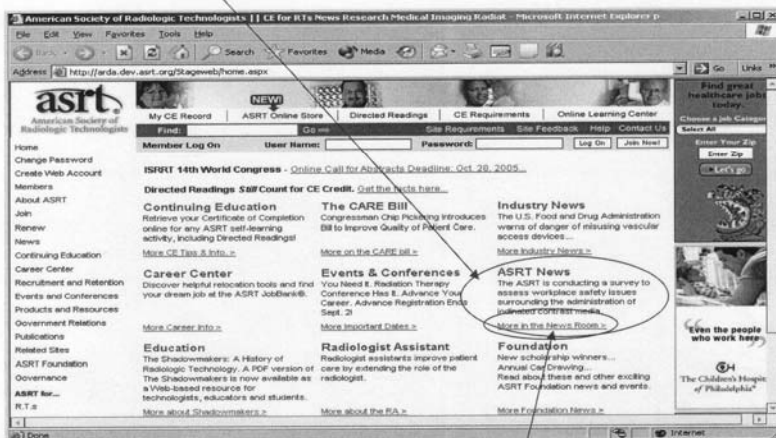 American Society of Radiologic Technologists || CE for RTs News Research Medical Imaging Radiat - Microsoft Internet Explorer p
File Edit View Favorites Tools Help
Back Search Favorites Media
Address http://arda.dev.asrt.org/Stageweb/home.aspx Go Links »
asrt
American Society of
Radiologic Technologists
NEW!
My CE Record | ASRT Online Store | Directed Readings | CE Requirements | Online Learning Center
Find: Go Site Requirements Site Feedback Help Contact Us
Member Log On User Name: Password: Log On Join Now!
Home
Change Password
Create Web Account
Members
About ASRT
Join
Renew
News
Continuing Education
Career Center
Recruitment and Retention
Events and Conferences
Products and Resources
Government Relations
Publications
Related Sites
ASRT Foundation
Governance
ASRT for...
R.T.s
ISRRT 14th World Congress - Online Call for Abstracts Deadline: Oct. 28, 2005...
Directed Readings Still Count for CE Credit. Get the facts here...
Continuing Education
Retrieve your Certificate of Completion
online for any ASRT self-learning
activity, including Directed Readings!
More CE Tips & Info. >
The CARE Bill
Congressman Chip Pickering introduces
Bill to Improve Quality of Patient Care.
More on the CARE bill >
Industry News
The U.S. Food and Drug Administration
warns of danger of misusing vascular
access devices...
More Industry News >
Career Center
Discover helpful relocation tools and find
your dream job at the ASRT JobBank®.
More Career Info >
Events & Conferences
You Need It. Radiation Therapy
Conference Has It. Advance Your
Career. Advance Registration Ends
Sept. 21
More Important Dates >
ASRT News
The ASRT is conducting a survey to
assess workplace safety issues
surrounding the administration of
iodinated contrast media.
More in the News Room >
Education
The Shadowmakers: A History of
Radiologic Technology. A PDF version of
The Shadowmakers is now available as
a Web-based resource for
technologists, educators and students.
More about Shadowmakers >
Radiologist Assistant
Radiologist assistants improve patient
care by extending the role of the
radiologist.
More about the RA >
Foundation
New scholarship winners...
Annual Car Drawing...
Read about these and other exciting
ASRT Foundation news and events.
More Foundation News >
Find great
healthcare jobs
today.
Choose a job Categor
Select All
Enter Your Zip
Enter Zip
Let's go
Even the people
who work here
The Children's Hospit
of Philadelphia®
Done Internet